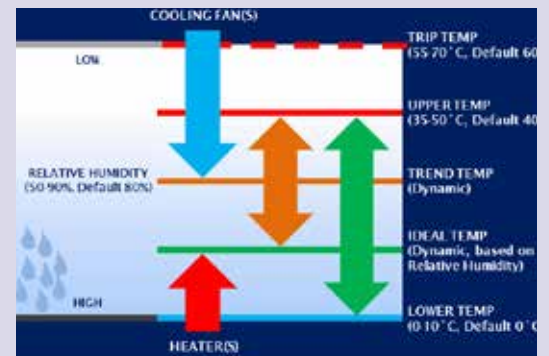 COOLING FAN(S)
TRIP TEMP
(55-70°C, Default 60
LOW
UPPER TEMP
(35-50°C, Default 40
RELATIVE HUMIDITY
(50-90%, Default 80%)
TREND TEMP
(Dynamic)
IDEAL TEMP
(Dynamic, based on
Relative Humidity)
HIGH
LOWER TEMP
(0-10°C, Default 0°C
HEATER(S)